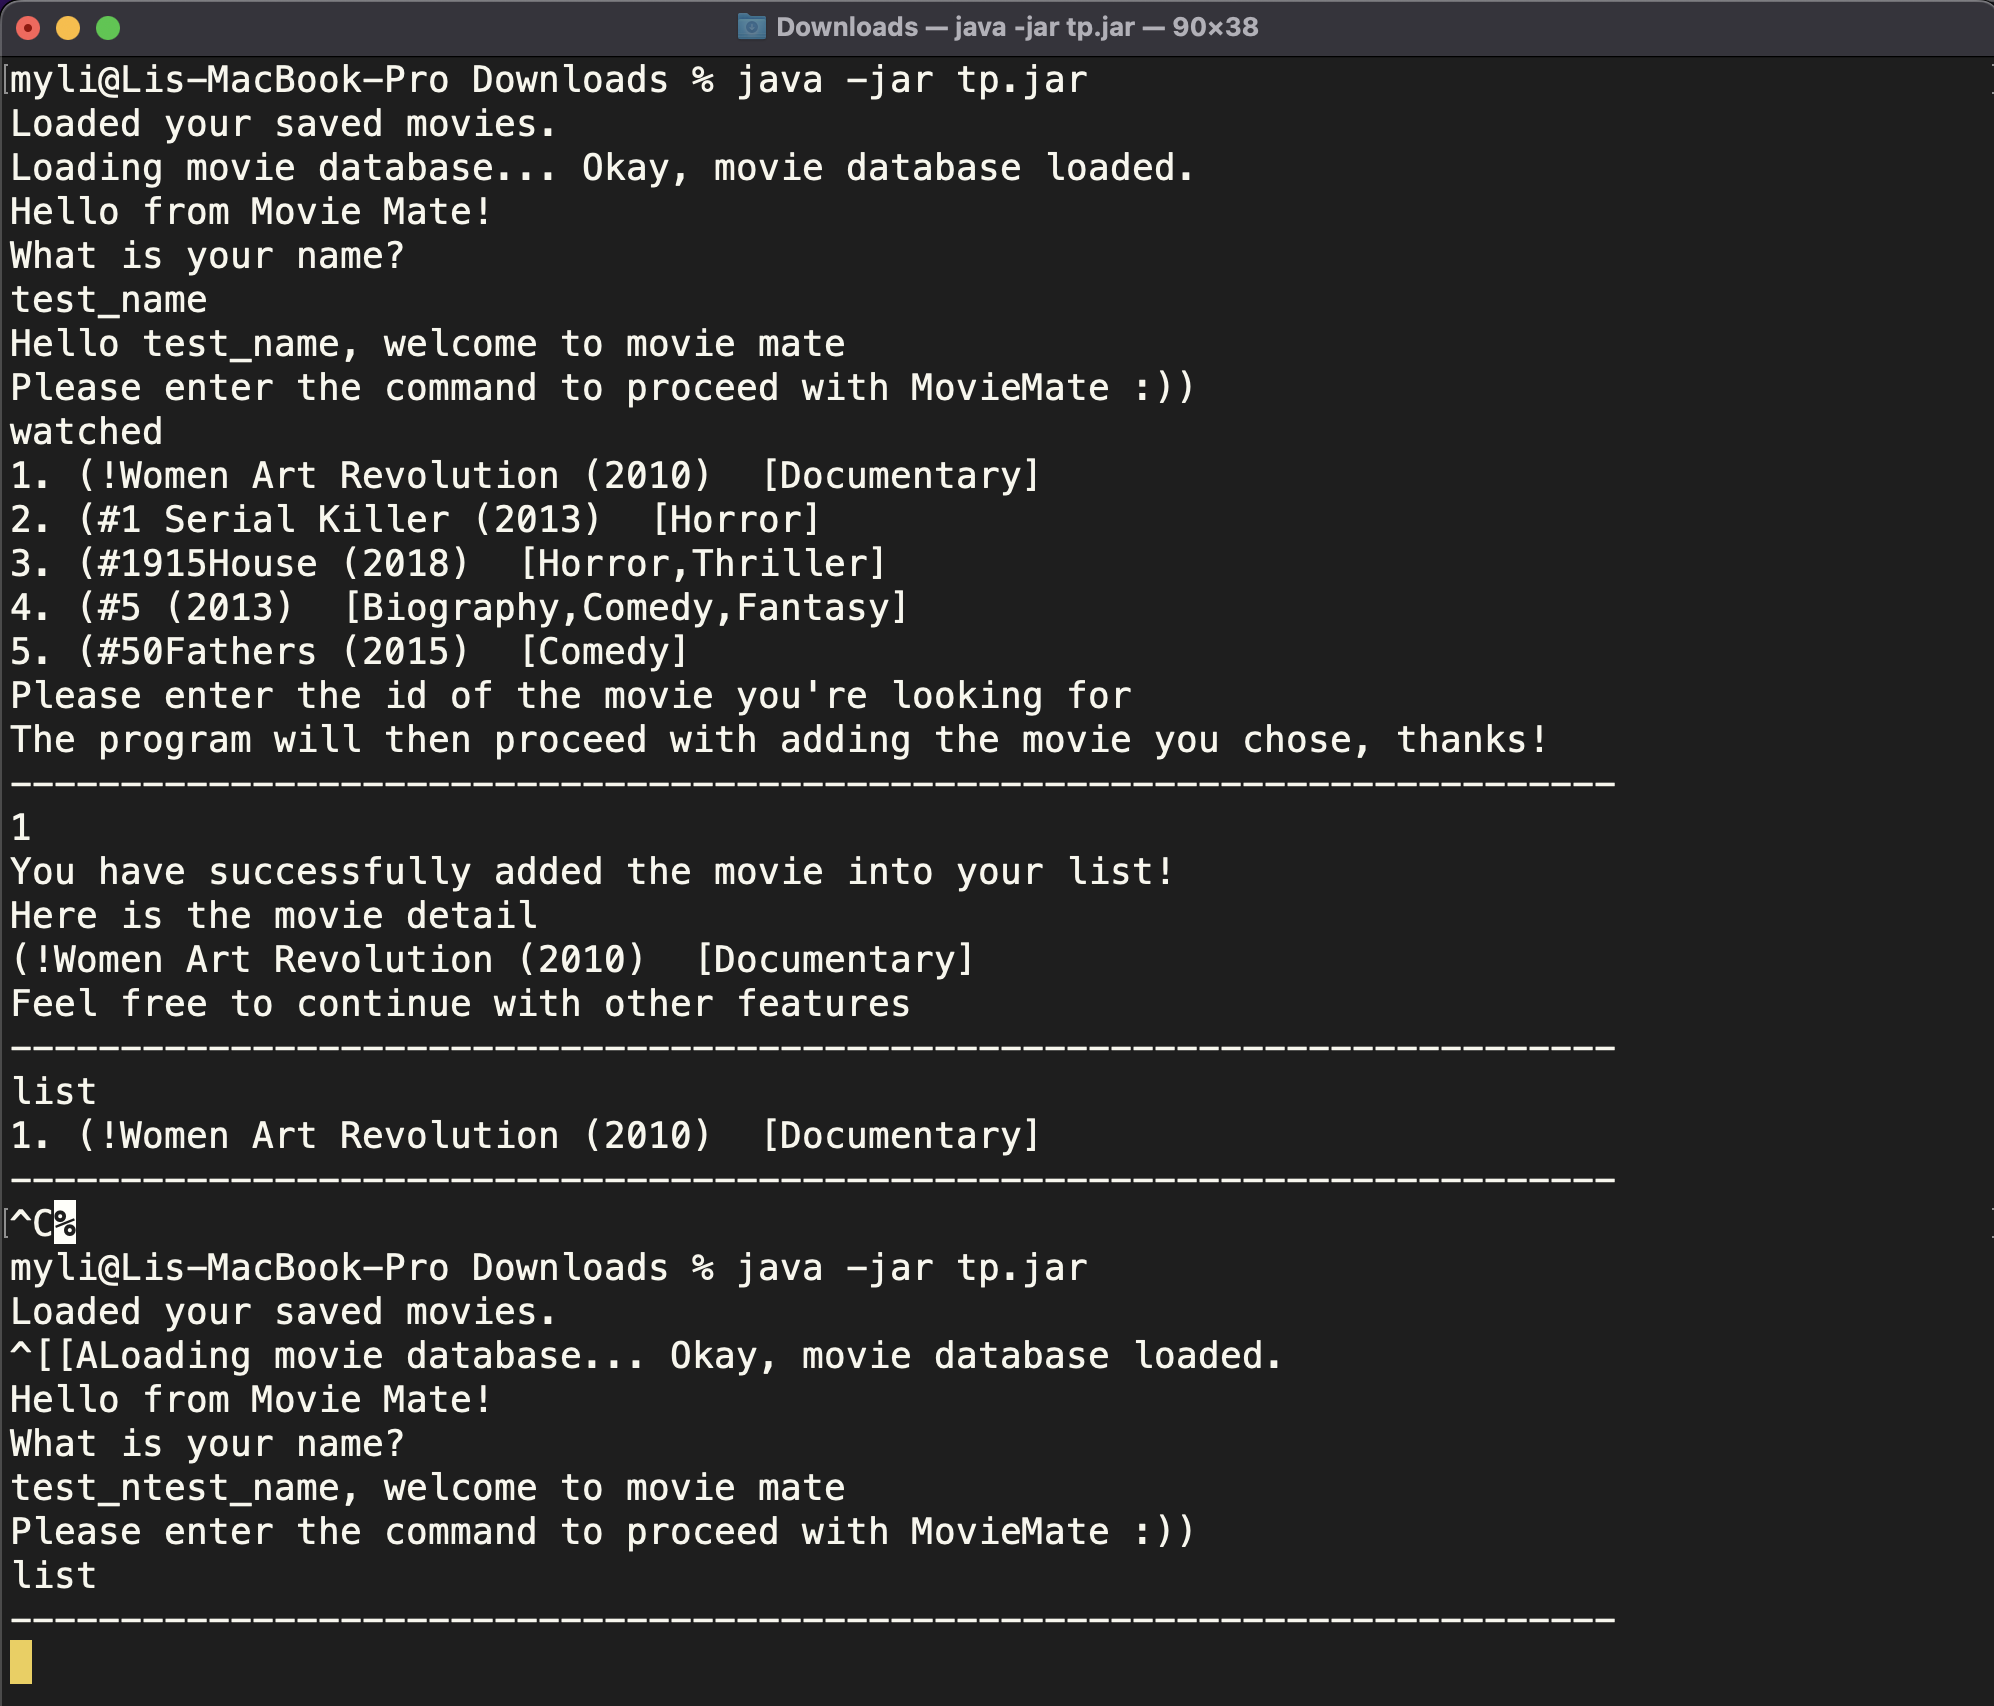 Downloads — java -jar tp.jar — 90×38
myli@Lis-MacBook-Pro Downloads % java -jar tp.jar
Loaded your saved movies.
Loading movie database... Okay, movie database loaded.
Hello from Movie Mate!
What is your name?
test_name
Hello test_name, welcome to movie mate
Please enter the command to proceed with MovieMate :))
watched
1. (!Women Art Revolution (2010)  [Documentary]
2. (#1 Serial Killer (2013)  [Horror]
3. (#1915House (2018)  [Horror,Thriller]
4. (#5 (2013)  [Biography,Comedy,Fantasy]
5. (#50Fathers (2015)  [Comedy]
Please enter the id of the movie you're looking for
The program will then proceed with adding the movie you chose, thanks!
-------------------------------------------------------------------------
1
You have successfully added the movie into your list!
Here is the movie detail
(!Women Art Revolution (2010)  [Documentary]
Feel free to continue with other features
-------------------------------------------------------------------------
list
1. (!Women Art Revolution (2010)  [Documentary]
-------------------------------------------------------------------------
^C%
myli@Lis-MacBook-Pro Downloads % java -jar tp.jar
Loaded your saved movies.
^[[ALoading movie database... Okay, movie database loaded.
Hello from Movie Mate!
What is your name?
test_ntest_name, welcome to movie mate
Please enter the command to proceed with MovieMate :))
list
-------------------------------------------------------------------------